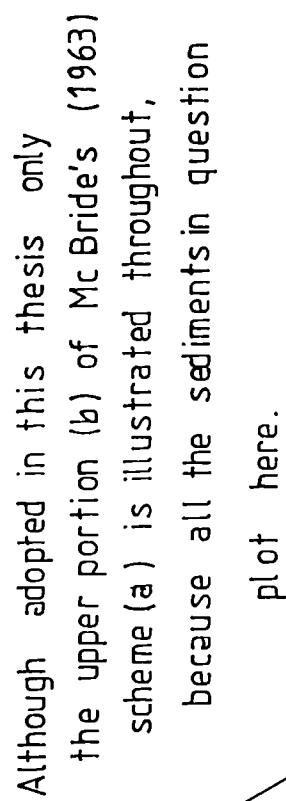 Although adopted in this thesis only
the upper portion (b) of Mc Bride's (1963)
scheme (a) is illustrated throughout,
because all the sediments in question
plot here.